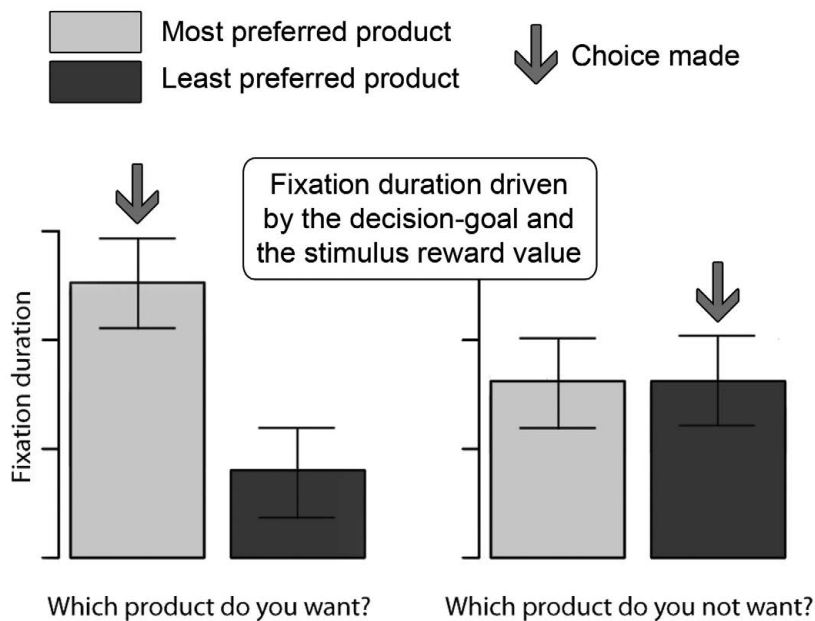 Most preferred product
Least preferred product
Choice made
Fixation duration driven
by the decision-goal and
the stimulus reward value
Fixation duration
Which product do you want?
Which product do you not want?